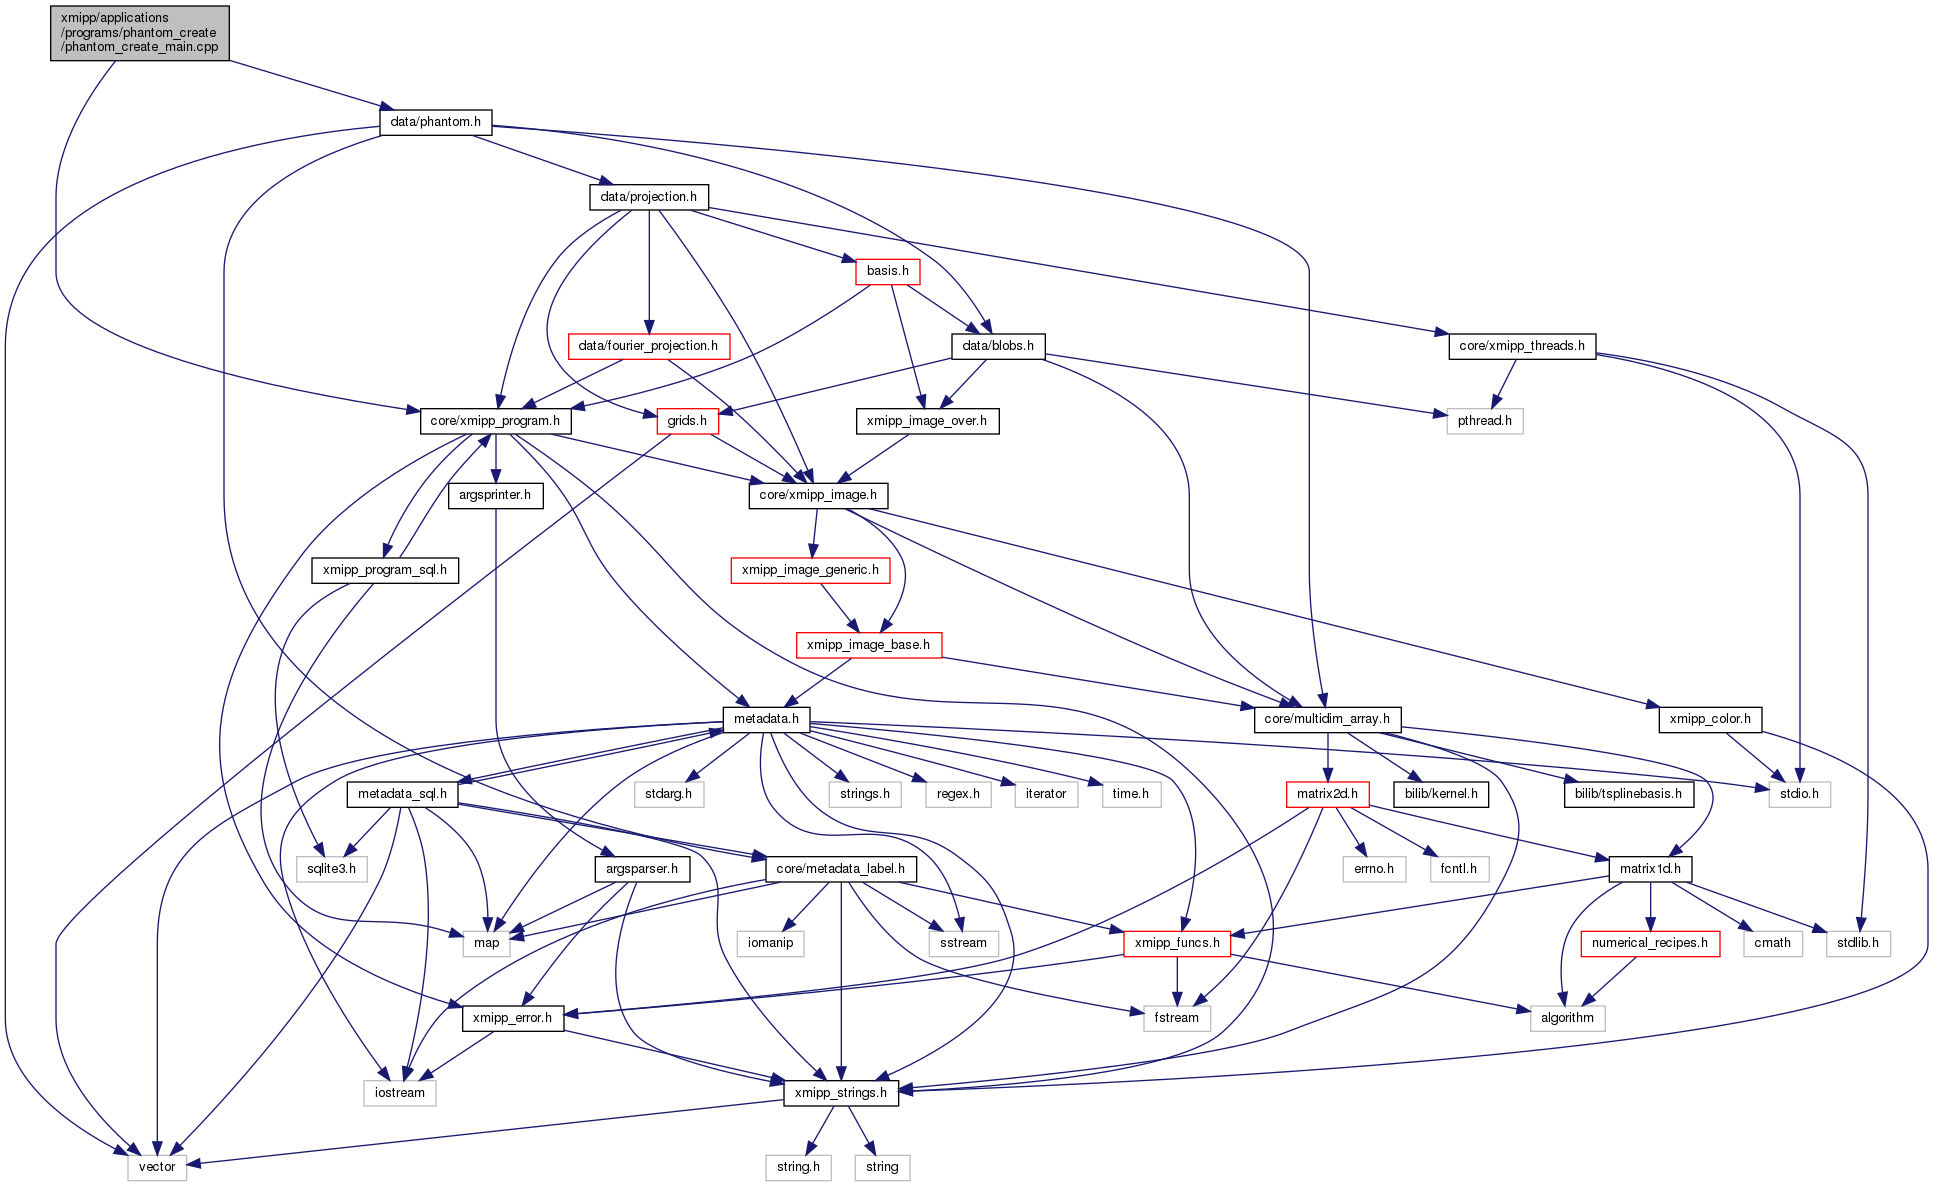 xmipp/applications
/programs/phantom_create
/phantom_create_main.cpp
data/phantom.h
data/projection.h
basis.h
data/fourier_projection.h
data/blobs.h
core/xmipp_threads.h
core/xmipp_program.h
grids.h
xmipp_image_over.h
pthread.h
argsprinter.h
core/xmipp_image.h
xmipp_program_sql.h
xmipp_image_generic.h
xmipp_image_base.h
metadata.h
core/multidim_array.h
xmipp_color.h
metadata_sql.h
stdarg.h
strings.h
regex.h
iterator
time.h
matrix2d.h
bilib/kernel.h
bilib/tsplinebasis.h
stdio.h
sqlite3.h
argsparser.h
core/metadata_label.h
errno.h
fcntl.h
matrix1d.h
map
iomanip
sstream
xmipp_funcs.h
numerical_recipes.h
cmath
stdlib.h
xmipp_error.h
fstream
algorithm
iostream
xmipp_strings.h
vector
string.h
string